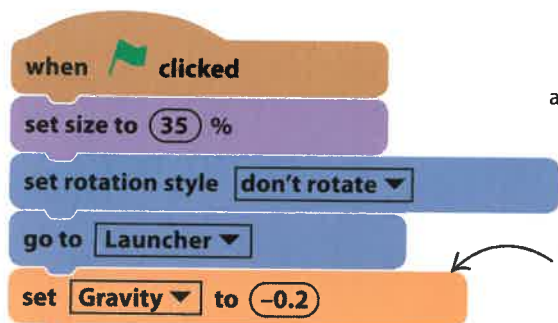 when clicked
set size to 35 %
set rotation style don't rotate
go to Launcher
set Gravity to –0.2
a